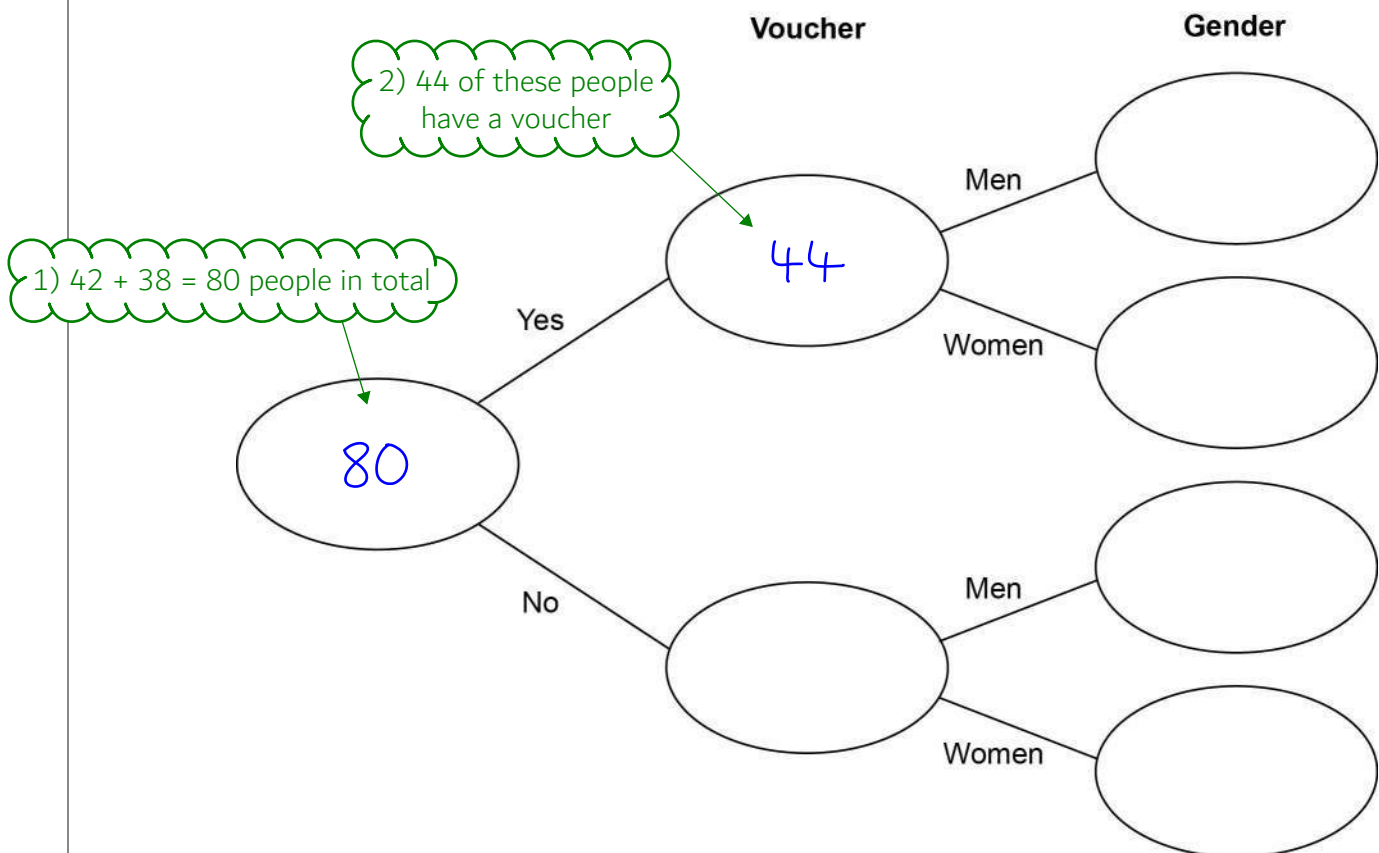 Voucher
Gender
2) 44 of these people
have a voucher
Men
44
1) 42 + 38 = 80 people in total
Yes
Women
80
Men
No
Women